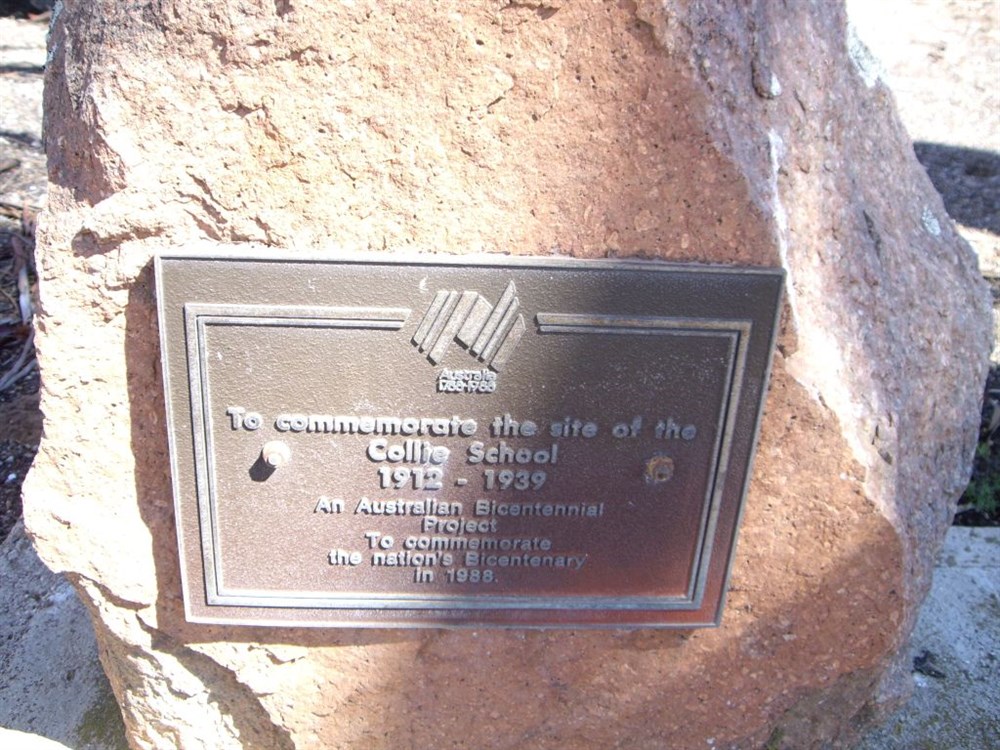 Australia
1788-1988
To commemorate the site of the
Collie School
1912 - 1939
An Australian Bicentennial
Project
To commemorate
the nation's Bicentenary
in 1988.